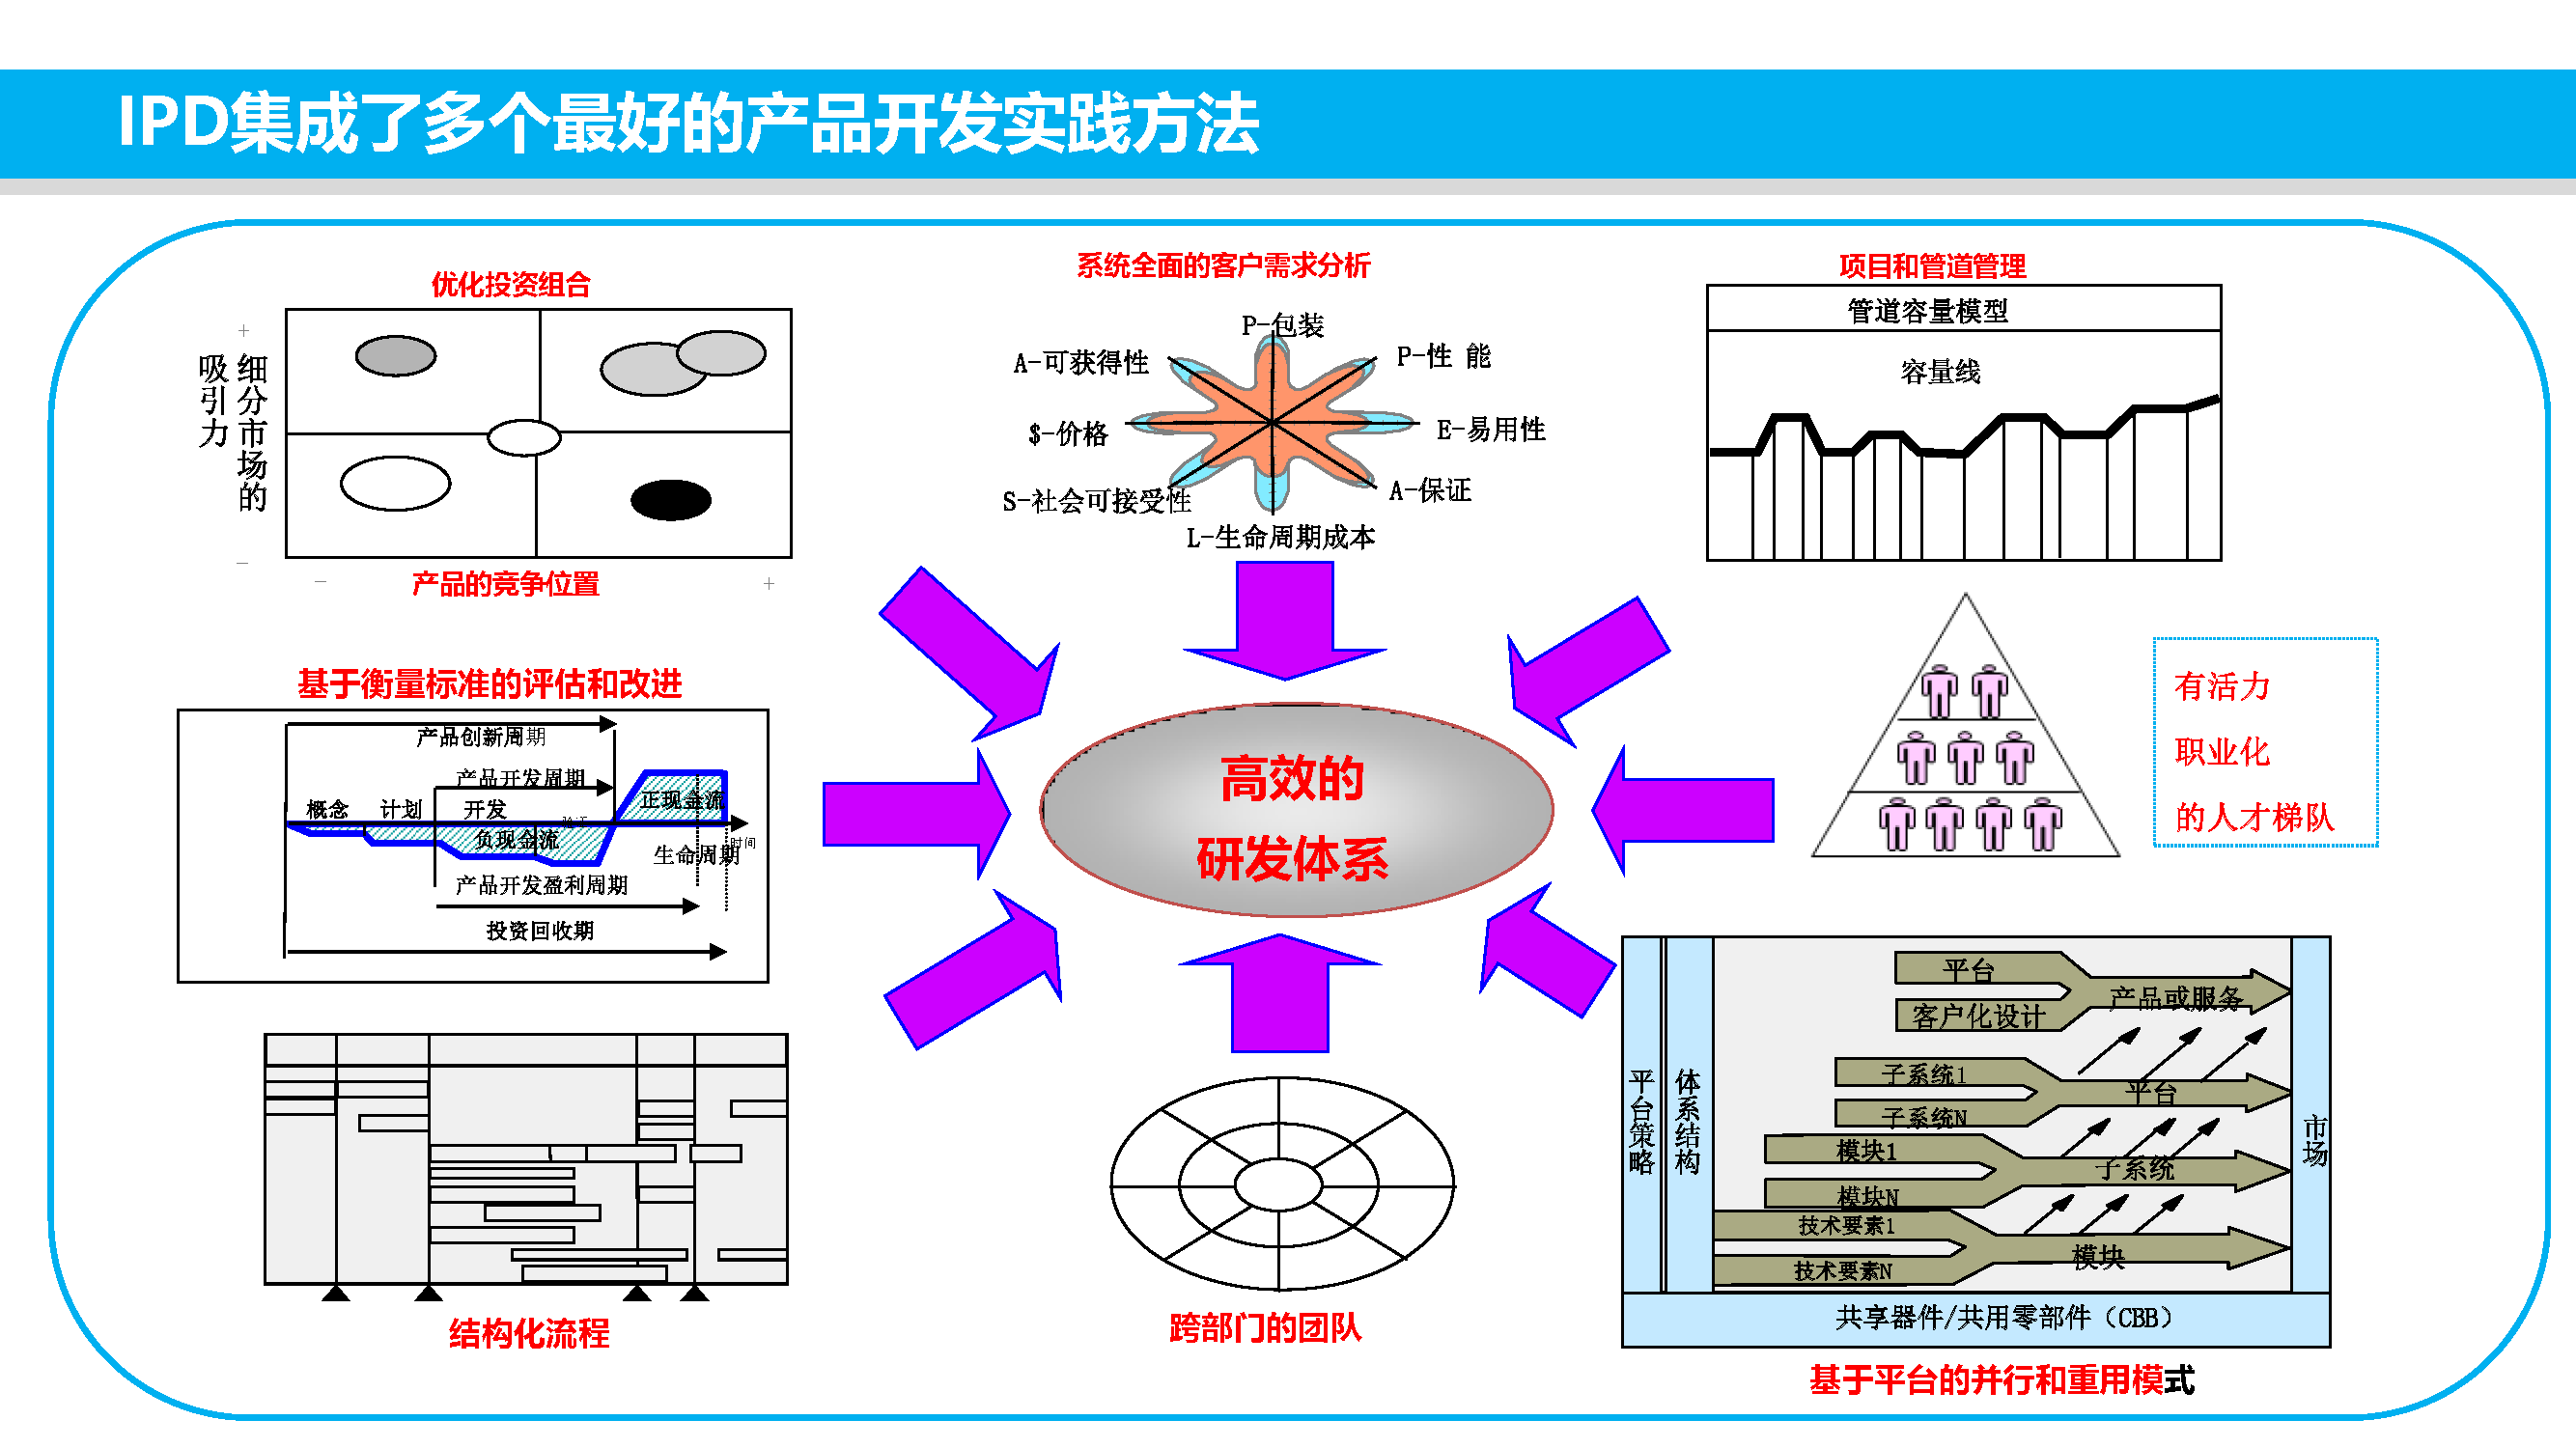 IPD集成了多个最好的产品开发实践方法
优化投资组合
+
细分市场的
吸引力
－
－
产品的竞争位置
+
系统全面的客户需求分析
P-包装
A-可获得性
P-性 能
$-价格
E-易用性
S-社会可接受性
A-保证
L-生命周期成本
项目和管道管理
管道容量模型
容量线
有活力
职业化
的人才梯队
基于衡量标准的评估和改进
产品创新周期
产品开发周期
正现金流
概念
计划
开发
验证
负现金流
时间
生命周期
产品开发盈利周期
投资回收期
高效的
研发体系
结构化流程
跨部门的团队
平台
产品或服务
客户化设计
子系统1
平台
子系统N
模块1
子系统
模块N
技术要素1
模块
技术要素N
平台策略
体系结构
市场
共享器件/共用零部件（CBB）
基于平台的并行和重用模式